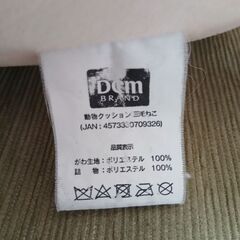 DCM
BRAND
動物クッション 三毛ねこ
(JAN : 4573330709326)
品質表示
がわ生地：ポリエステル 100%
詰　物：ポリエステル 100%